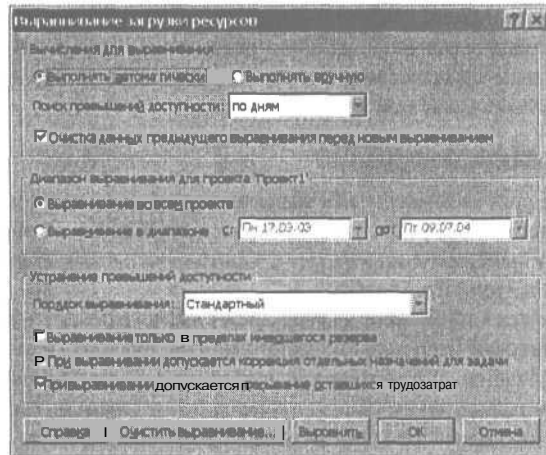 Выравнивание загрузки ресурсов
Вычисления для выравнивания
Выполнять автоматически Выполнять вручную
Поиск превышений доступности: по дням
Очистка данных предыдущего выравнивания перед новым выравниванием
Диапазон выравнивания для проекта 'Проект1'
Выравнивание во всем проекте
Выравнивание в диапазоне с: Пн 17.03.03 по: Пт 09.07.04
Устранение превышений доступности
Порядок выравнивания: Стандартный
Выравнивание только в пределах имеющегося резерва
При выравнивании допускается коррекция отдельных назначений для задачи
При выравнивании допускается прерывание оставшихся трудозатрат
Справка Очистить выравнивание... Выровнять OK Отмена